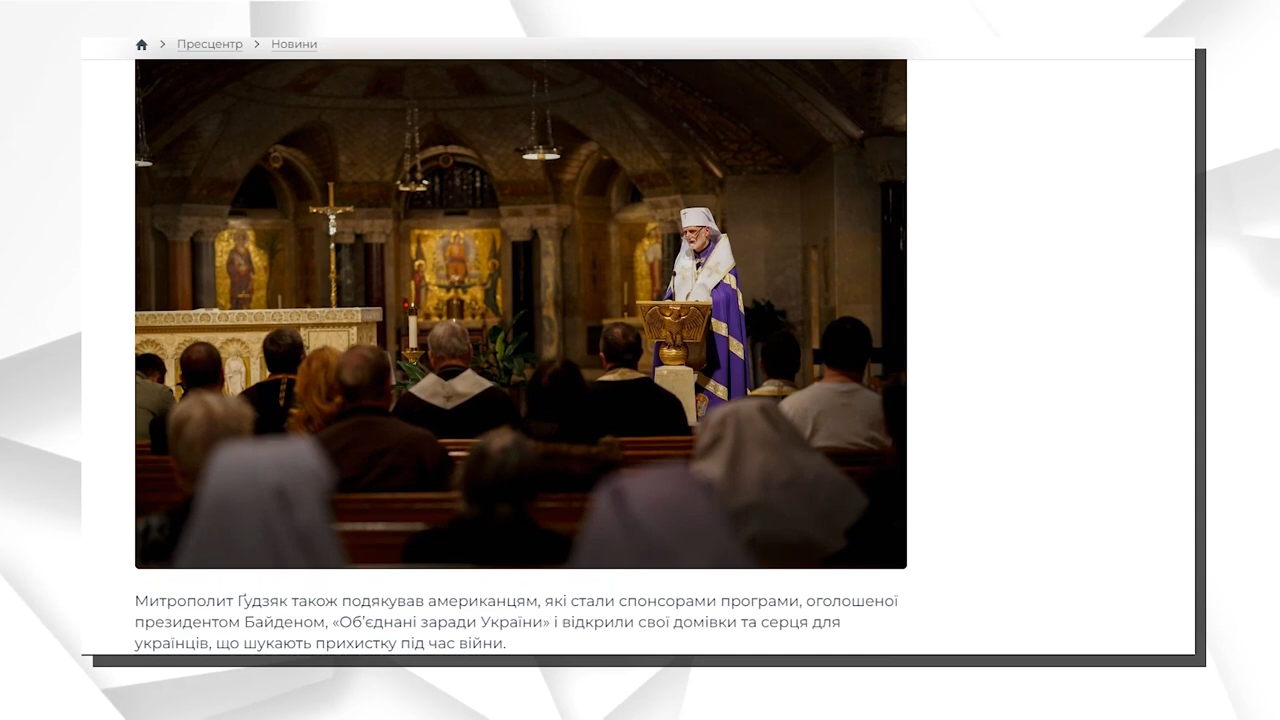 Пресцентр Новини
Митрополит Ґудзяк також подякував американцям, які стали спонсорами програми, оголошеної
президентом Байденом, «Об’єднані заради України» і відкрили свої домівки та серця для
українців, що шукають прихистку під час війни.